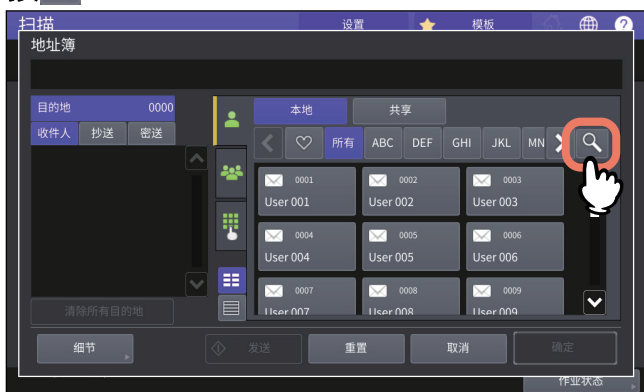 扫描 设置 模板
地址簿
目的地 0000 本地 共享
收件人 抄送 密送
所有 ABC DEF GHI JKL MN
0001 0002 0003
User 001 User 002 User 003
0004 0005 0006
User 004 User 005 User 006
0007 0008 0009
User 007 User 008 User 009
清除所有目的地
细节 发送 重置 取消 确定
作业状态